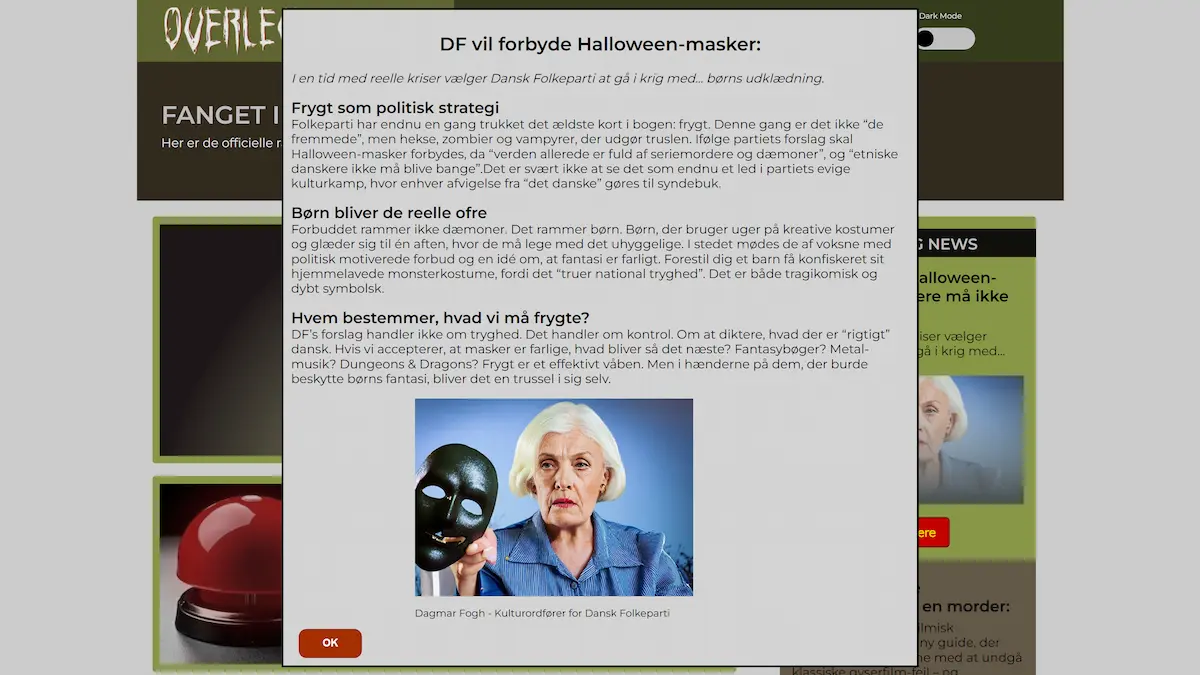 Dark Mode
FANGET I
Her er de officielle
DF vil forbyde Halloween-masker:
I en tid med reelle kriser vælger Dansk Folkeparti at gå i krig med... børns udklædning.
Frygt som politisk strategi
Folkeparti har endnu en gang trukket det ældste kort i bogen: frygt. Denne gang er det ikke “de
fremmede”, men hekse, zombier og vampyrer, der udgør truslen. Ifølge partiets forslag skal
Halloween-masker forbydes, da “verden allerede er fuld af seriemordere og dæmoner”, og “etniske
danskere ikke må blive bange”.Det er svært ikke at se det som endnu et led i partiets evige
kulturkamp, hvor enhver afvigelse fra “det danske” gøres til syndebuk.
Børn bliver de reelle ofre
Forbuddet rammer ikke dæmoner. Det rammer børn. Børn, der bruger uger på kreative kostumer
og glæder sig til én aften, hvor de må lege med det uhyggelige. I stedet mødes de af voksne med
politisk motiverede forbud og en idé om, at fantasi er farligt. Forestil dig et barn få konfiskeret sit
hjemmelavede monsterkostume, fordi det “truer national tryghed”. Det er både tragikomisk og
dybt symbolsk.
Hvem bestemmer, hvad vi må frygte?
DF’s forslag handler ikke om tryghed. Det handler om kontrol. Om at diktere, hvad der er “rigtigt”
dansk. Hvis vi accepterer, at masker er farlige, hvad bliver så det næste? Fantasybøger? Metal-
musik? Dungeons & Dragons? Frygt er et effektivt våben. Men i hænderne på dem, der burde
beskytte børns fantasi, bliver det en trussel i sig selv.
Dagmar Fogh - Kulturordfører for Dansk Folkeparti
OK
NEWS
alloween-
ere må ikke
iser vælger
gå i krig med...
ere
en morder:
ilmisk
ny guide, der
ne med at undgå
klassiske gyserfilm-fejl – og